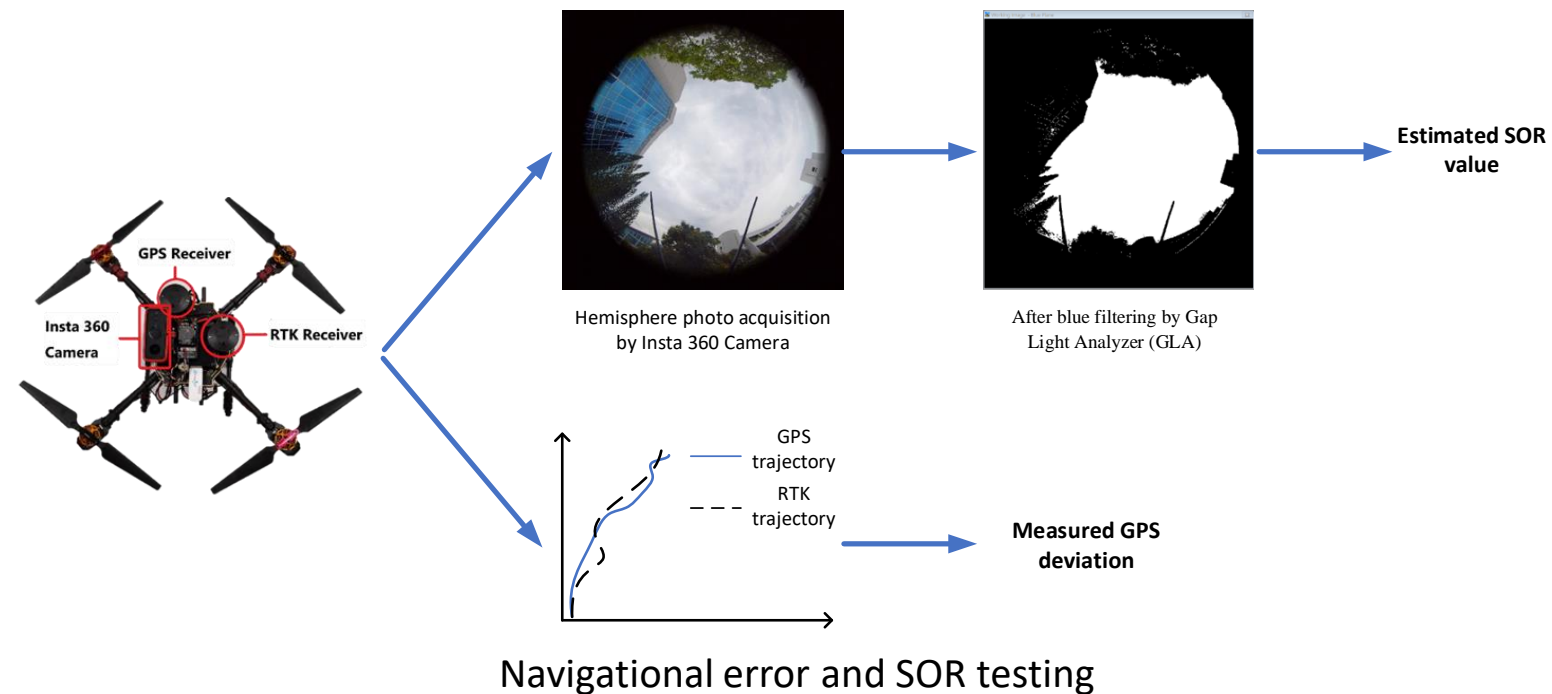 GPS Receiver
Insta 360
Camera
RTK Receiver
Hemisphere photo acquisition
by Insta 360 Camera
After blue filtering by Gap
Light Analyzer (GLA)
Estimated SOR
value
GPS
trajectory
RTK
trajectory
Measured GPS
deviation
Navigational error and SOR testing